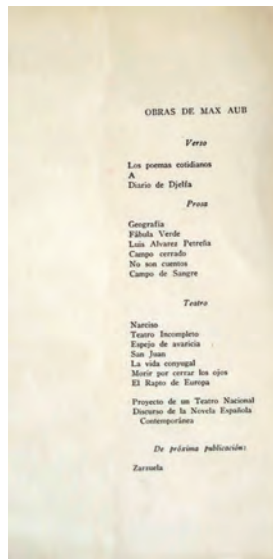 OBRAS DE MAX AUB
Verso
Los poemas cotidianos
A
Diario de Djelfa
Prosa
Geografía
Fábula Verde
Luis Alvarez Petreña
Campo cerrado
No son cuentos
Campo de Sangre
Teatro
Narciso
Teatro Incompleto
Espejo de avaricia
San Juan
La vida conyugal
Morir por cerrar los ojos
El Rapto de Europa
Proyecto de un Teatro Nacional
Discurso de la Novela Española
Contemporánea
De próxima publicación:
Zarzuela